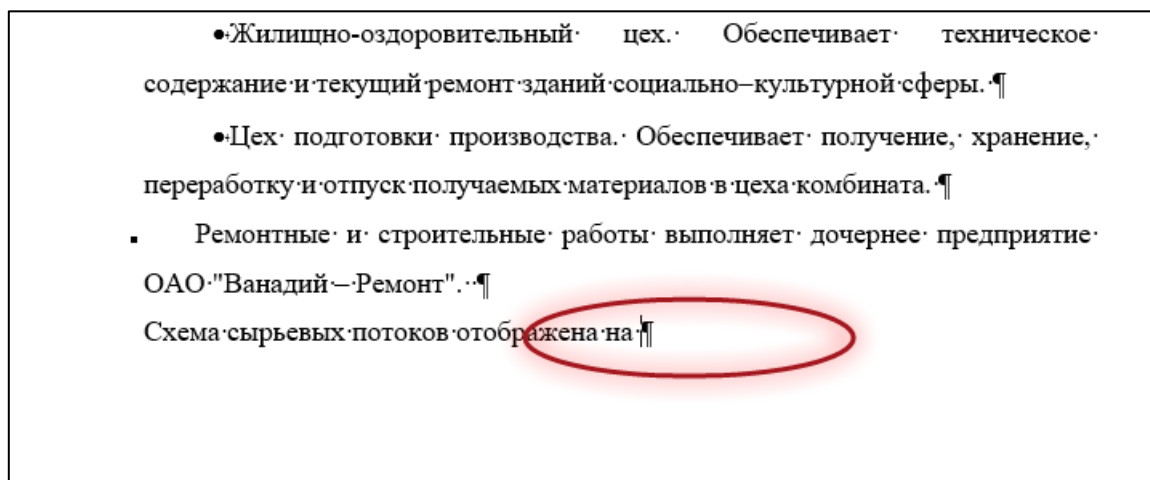 •Жилищно-оздоровительный· цех.· Обеспечивает· техническое·
содержание·и·текущий·ремонт·зданий·социально–культурной·сферы.·¶
•Цех· подготовки· производства.· Обеспечивает· получение,· хранение,·
переработку·и·отпуск·получаемых·материалов·в·цеха·комбината.·¶
▪ Ремонтные· и· строительные· работы· выполняет· дочернее· предприятие·
ОАО·"Ванадий·–·Ремонт".··¶
Схема·сырьевых·потоков·отображена·на·¶